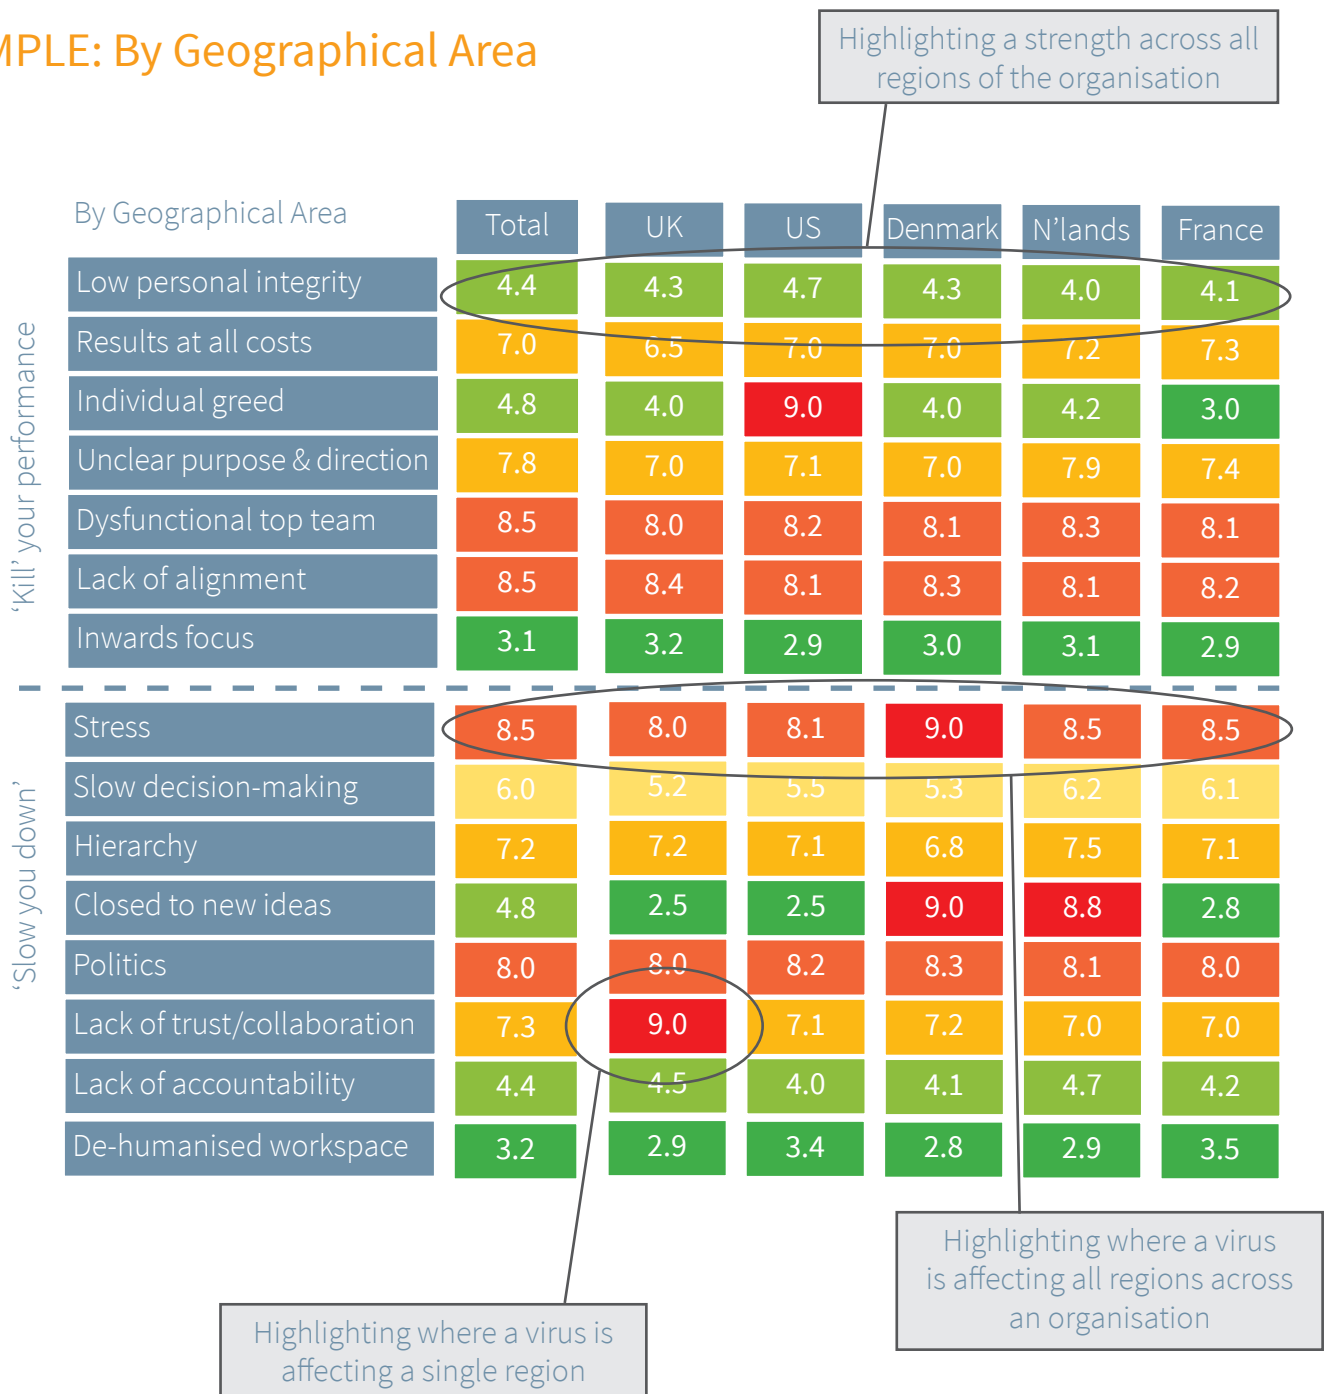 MPLE: By Geographical Area
Highlighting a strength across all
regions of the organisation
By Geographical Area Total UK US Denmark N'lands France
'Kill' your performance
Low personal integrity 4.4 4.3 4.7 4.3 4.0 4.1
Results at all costs 7.0 6.5 7.0 7.0 7.2 7.3
Individual greed 4.8 4.0 9.0 4.0 4.2 3.0
Unclear purpose & direction 7.8 7.0 7.1 7.0 7.9 7.4
Dysfunctional top team 8.5 8.0 8.2 8.1 8.3 8.1
Lack of alignment 8.5 8.4 8.1 8.3 8.1 8.2
Inwards focus 3.1 3.2 2.9 3.0 3.1 2.9
'Slow you down'
Stress 8.5 8.0 8.1 9.0 8.5 8.5
Slow decision-making 6.0 5.2 5.5 5.3 6.2 6.1
Hierarchy 7.2 7.2 7.1 6.8 7.5 7.1
Closed to new ideas 4.8 2.5 2.5 9.0 8.8 2.8
Politics 8.0 8.0 8.2 8.3 8.1 8.0
Lack of trust/collaboration 7.3 9.0 7.1 7.2 7.0 7.0
Lack of accountability 4.4 4.5 4.0 4.1 4.7 4.2
De-humanised workspace 3.2 2.9 3.4 2.8 2.9 3.5
Highlighting where a virus
is affecting all regions across
an organisation
Highlighting where a virus is
affecting a single region